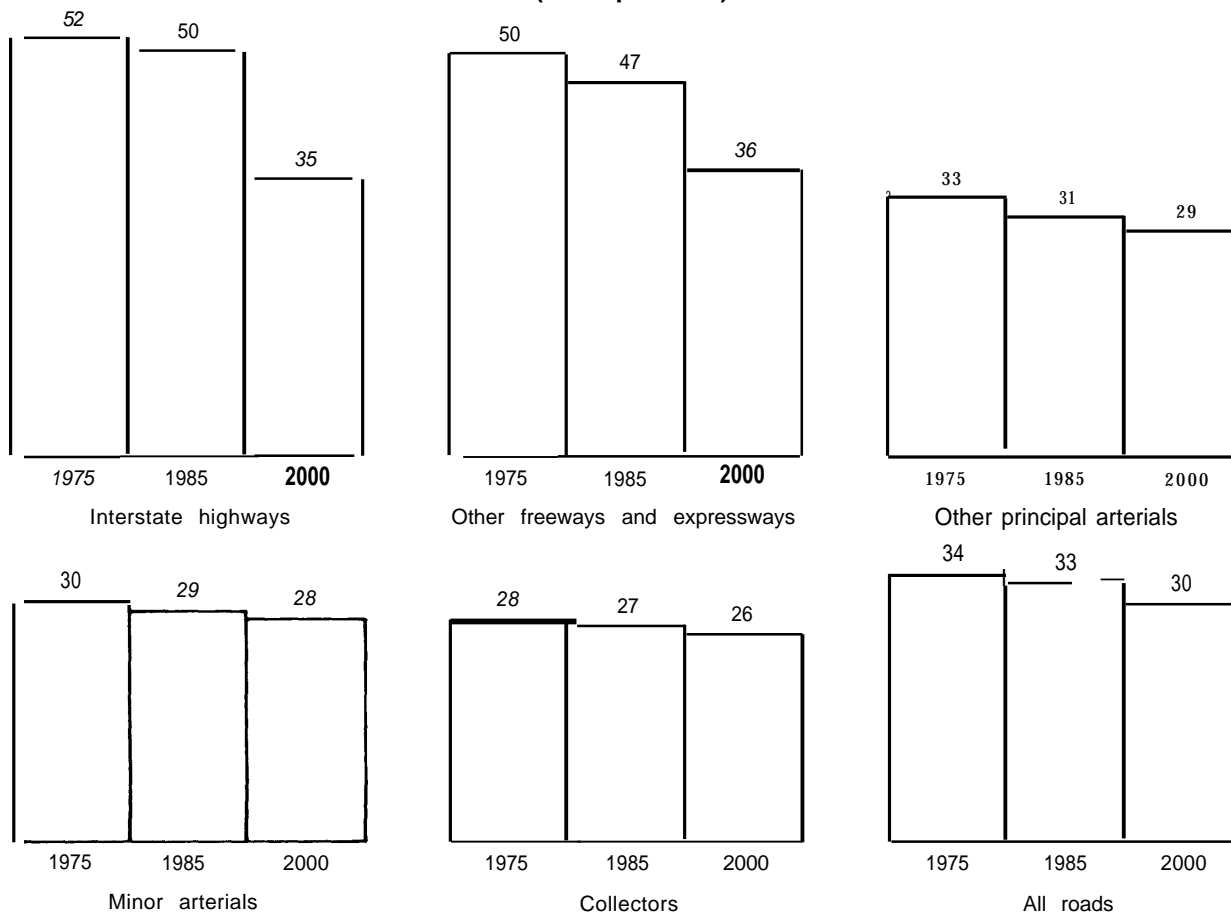 52 50 35
1975 1985 2000
Interstate highways
50 47 36
1975 1985 2000
Other freeways and expressways
33 31 29
1975 1985 2000
Other principal arterials
30 29 28
1975 1985 2000
Minor arterials
28 27 26
1975 1985 2000
Collectors
34 33 30
1975 1985 2000
All roads